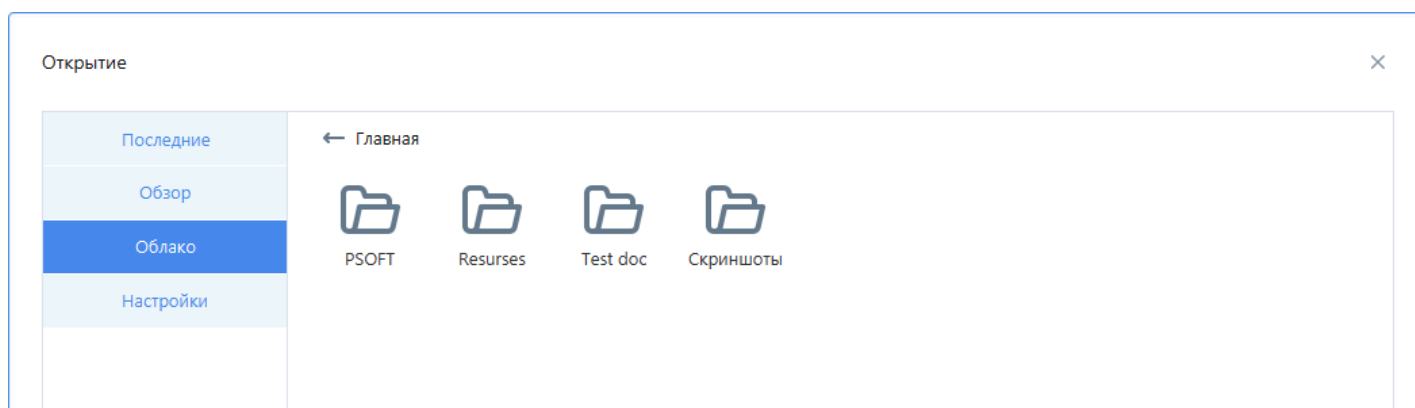 Открытие
Последние
Обзор
Облако
Настройки
Главная
PSOFT
Resurses
Test doc
Скриншоты